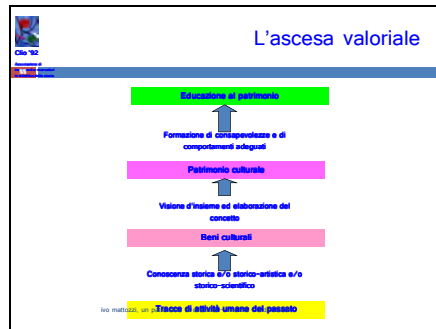 L'ascesa valoriale
Clio '92
Associazione di
Educazione al patrimonio
Formazione di consapevolezze e di
comportamenti adeguati
Patrimonio culturale
Visione d'insieme ed elaborazione del
concetto
Beni culturali
Conoscenza storica e/o storico-artistica e/o
storico-scientifico
Tracce di attività umane del passato
ivo mattozzi, un